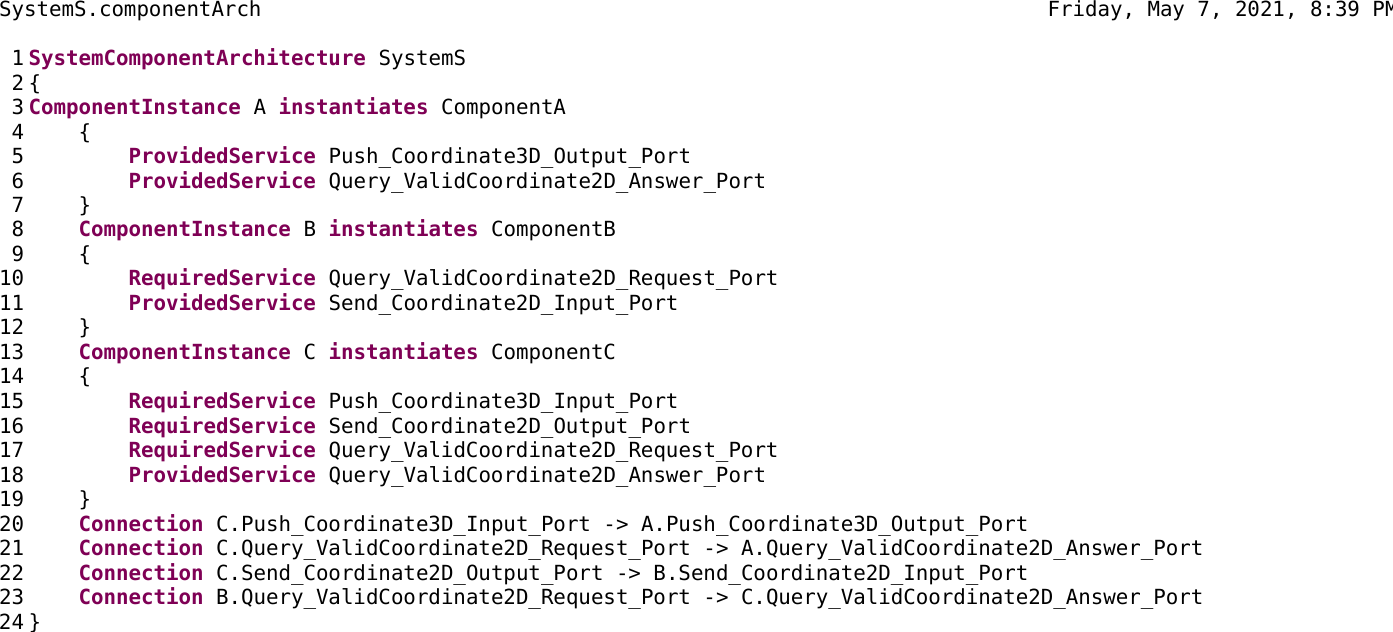 SystemS.componentArch Friday, May 7, 2021, 8:39 PM
1 SystemComponentArchitecture SystemS
2 {
3 ComponentInstance A instantiates ComponentA
4 {
5 ProvidedService Push_Coordinate3D_Output_Port
6 ProvidedService Query_ValidCoordinate2D_Answer_Port
7 }
8 ComponentInstance B instantiates ComponentB
9 {
10 RequiredService Query_ValidCoordinate2D_Request_Port
11 ProvidedService Send_Coordinate2D_Input_Port
12 }
13 ComponentInstance C instantiates ComponentC
14 {
15 RequiredService Push_Coordinate3D_Input_Port
16 RequiredService Send_Coordinate2D_Output_Port
17 RequiredService Query_ValidCoordinate2D_Request_Port
18 ProvidedService Query_ValidCoordinate2D_Answer_Port
19 }
20 Connection C.Push_Coordinate3D_Input_Port -> A.Push_Coordinate3D_Output_Port
21 Connection C.Query_ValidCoordinate2D_Request_Port -> A.Query_ValidCoordinate2D_Answer_Port
22 Connection C.Send_Coordinate2D_Output_Port -> B.Send_Coordinate2D_Input_Port
23 Connection B.Query_ValidCoordinate2D_Request_Port -> C.Query_ValidCoordinate2D_Answer_Port
24 }